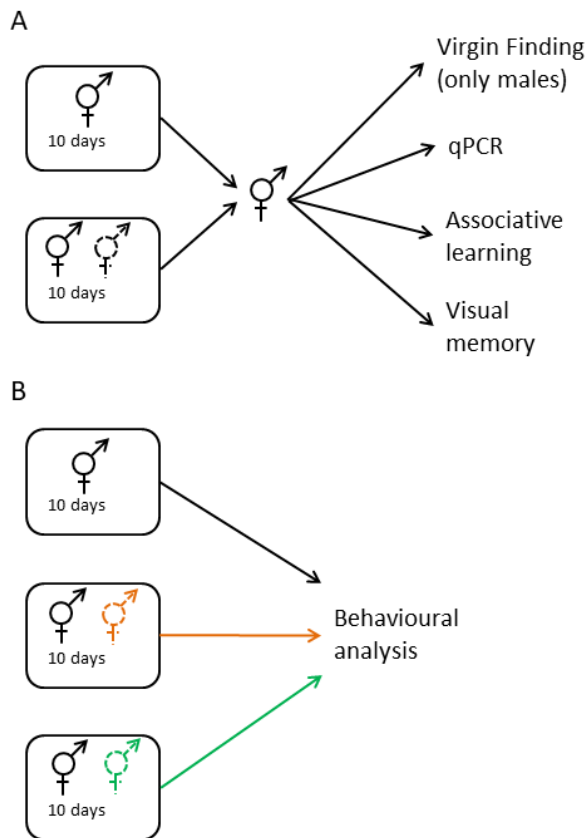 A
10 days
10 days
Virgin Finding
(only males)
qPCR
Associative
learning
Visual
memory
B
10 days
10 days
10 days
Behavioural
analysis